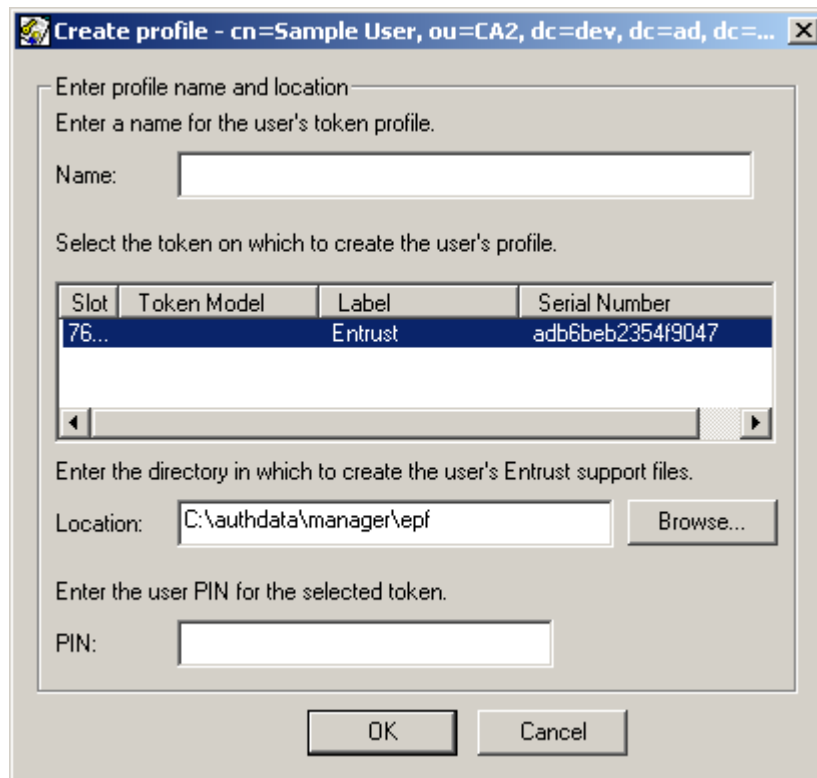 Create profile - cn=Sample User, ou=CA2, dc=dev, dc=ad, dc=...
Enter profile name and location
Enter a name for the user's token profile.
Name:
Select the token on which to create the user's profile.
Slot Token Model Label Serial Number
76... Entrust adb6beb2354f9047
Enter the directory in which to create the user's Entrust support files.
Location: C:\authdata\manager\epf Browse...
Enter the user PIN for the selected token.
PIN:
OK Cancel